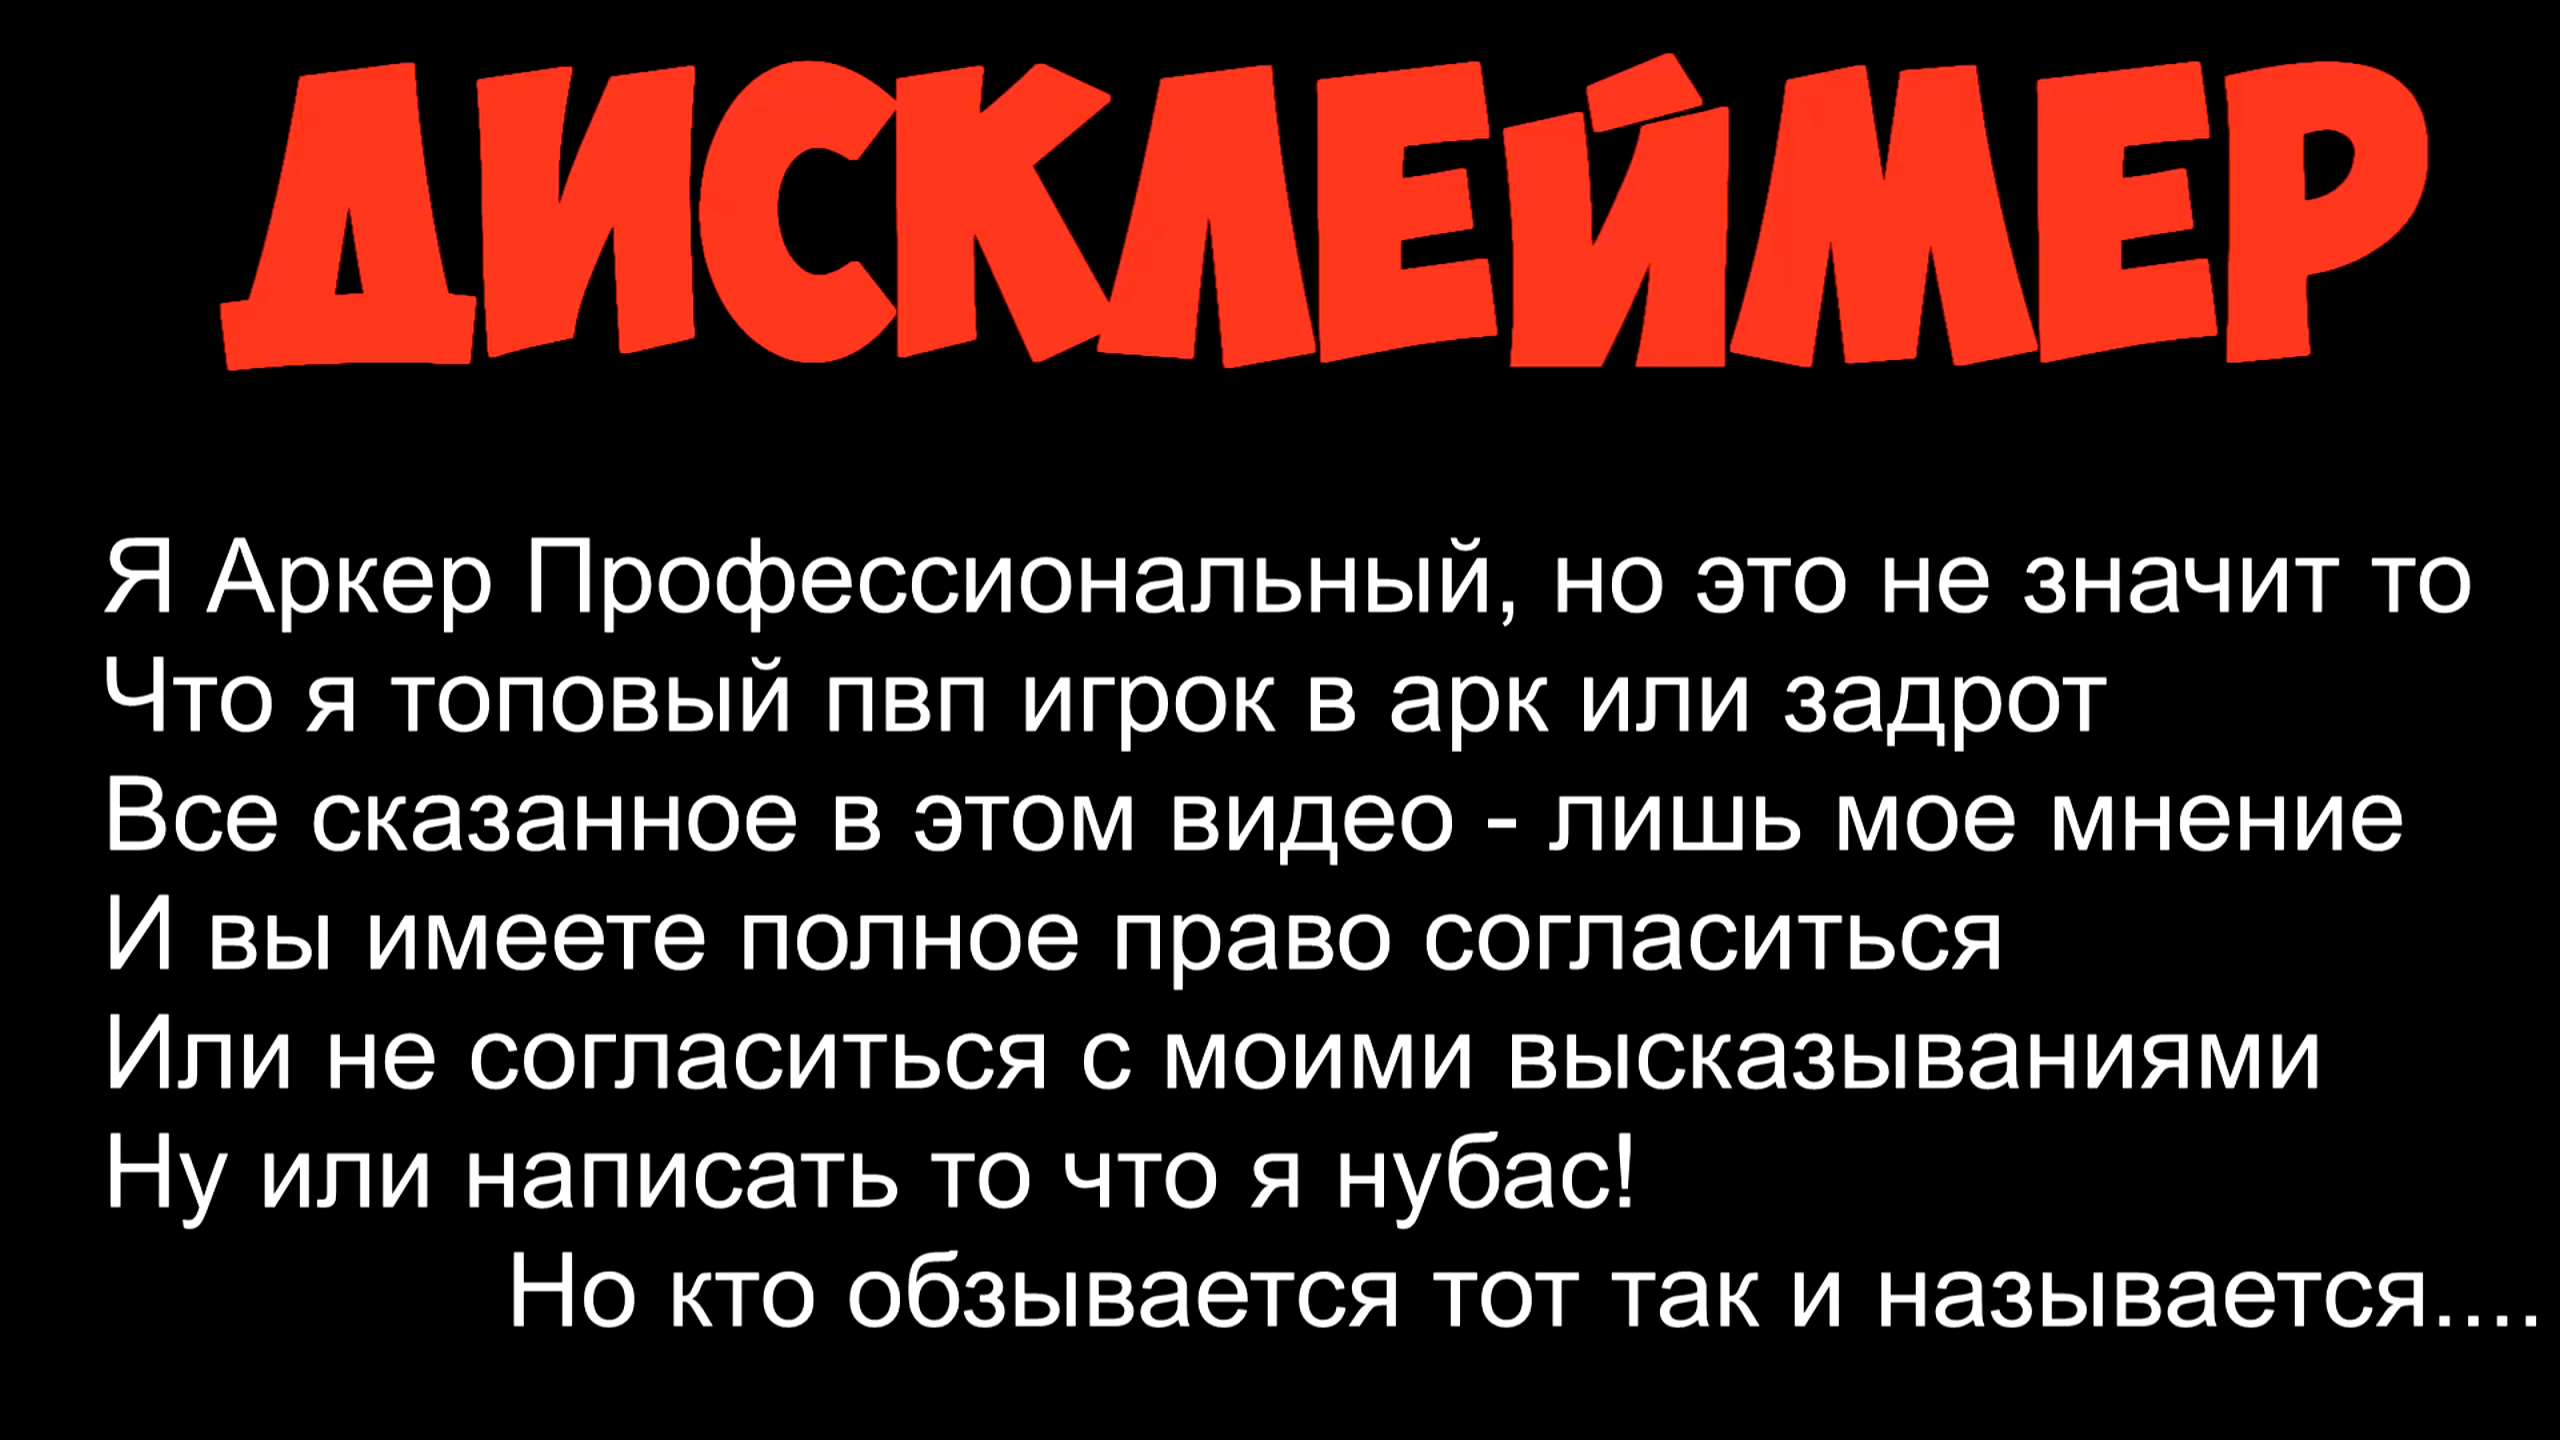 ДИСКЛЕЙМЕР
Я Аркер Профессиональный, но это не значит то
Что я топовый пвп игрок в арк или задрот
Все сказанное в этом видео - лишь мое мнение
И вы имеете полное право согласиться
Или не согласиться с моими высказываниями
Ну или написать то что я нубас!
Но кто обзывается тот так и называется....